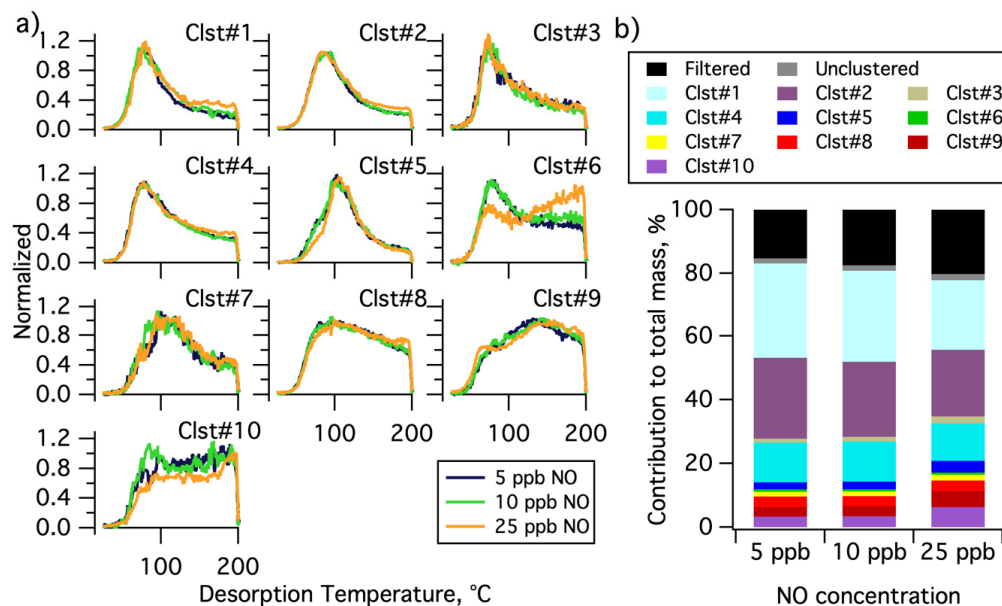 a)
Clst#1
Clst#2
Clst#3
1.2
0.8
0.4
0.0
Clst#4
Clst#5
Clst#6
1.2
0.8
0.4
0.0
Normalized
Clst#7
Clst#8
Clst#9
1.2
0.8
0.4
0.0
100
200
100
200
Clst#10
1.2
0.8
0.4
0.0
100
200
5 ppb NO
10 ppb NO
25 ppb NO
Desorption Temperature, °C
b)
Filtered
Unclustered
Clst#1
Clst#2
Clst#3
Clst#4
Clst#5
Clst#6
Clst#7
Clst#8
Clst#9
Clst#10
Contribution to total mass, %
100
80
60
40
20
0
5 ppb
10 ppb
25 ppb
NO concentration